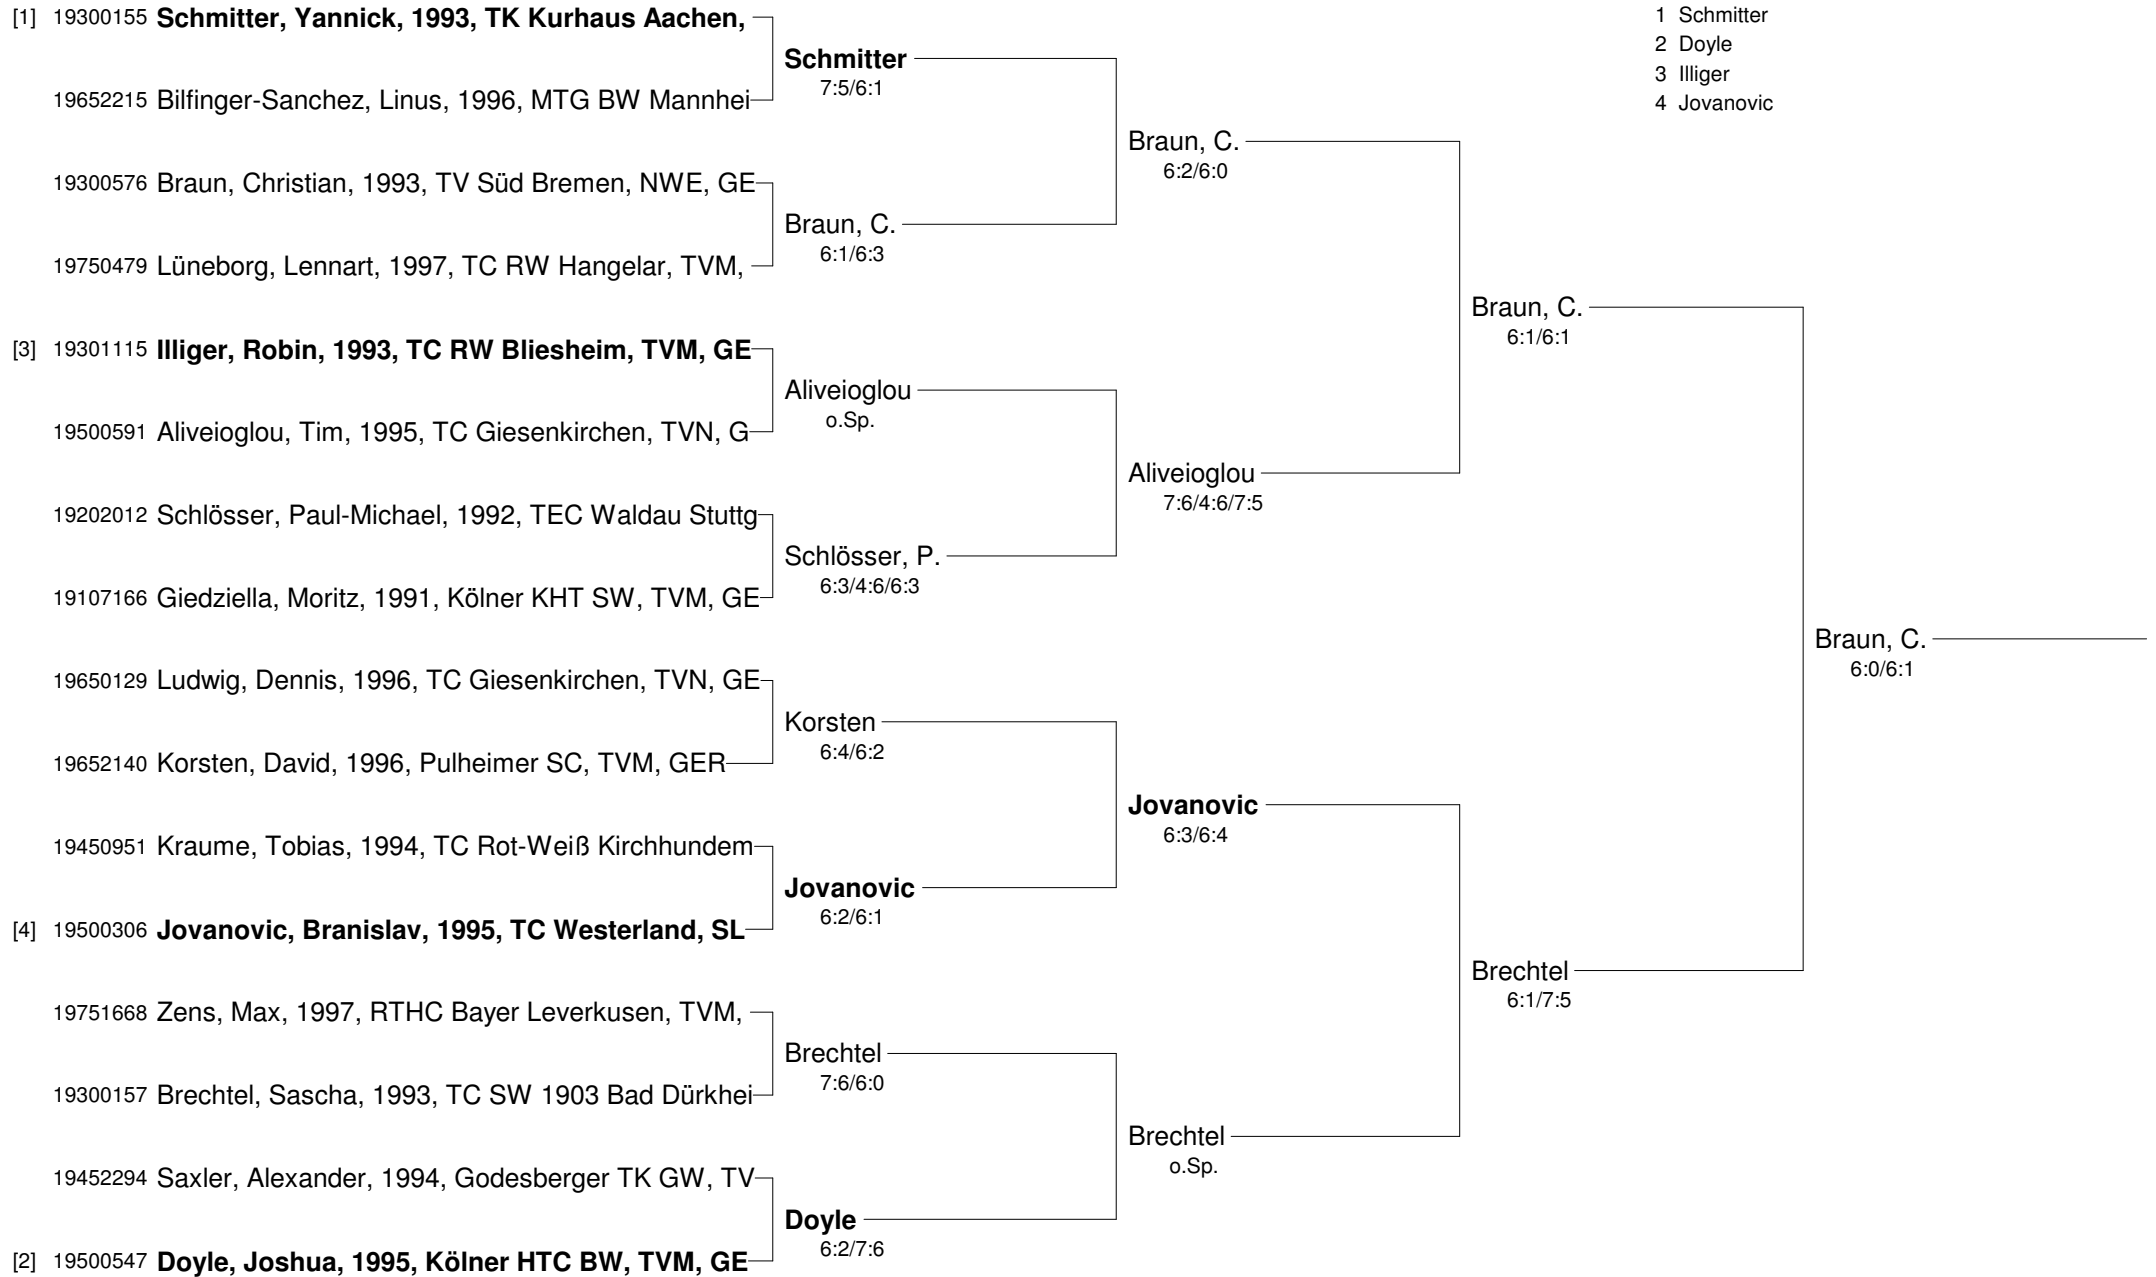 [1] 19300155 Schmitter, Yannick, 1993, TK Kurhaus Aachen,
19652215 Bilfinger-Sanchez, Linus, 1996, MTG BW Mannhei
19300576 Braun, Christian, 1993, TV Süd Bremen, NWE, GE
19750479 Lüneborg, Lennart, 1997, TC RW Hangelar, TVM,
[3] 19301115 Illiger, Robin, 1993, TC RW Bliesheim, TVM, GE
19500591 Aliveioglou, Tim, 1995, TC Giesenkirchen, TVN, G
19202012 Schlösser, Paul-Michael, 1992, TEC Waldau Stuttg
19107166 Giedziella, Moritz, 1991, Kölner KHT SW, TVM, GE
19650129 Ludwig, Dennis, 1996, TC Giesenkirchen, TVN, GE
19652140 Korsten, David, 1996, Pulheimer SC, TVM, GER
19450951 Kraume, Tobias, 1994, TC Rot-Weiß Kirchhundem
[4] 19500306 Jovanovic, Branislav, 1995, TC Westerland, SL
19751668 Zens, Max, 1997, RTHC Bayer Leverkusen, TVM,
19300157 Brechtel, Sascha, 1993, TC SW 1903 Bad Dürkhei
19452294 Saxler, Alexander, 1994, Godesberger TK GW, TV
[2] 19500547 Doyle, Joshua, 1995, Kölner HTC BW, TVM, GE
Schmitter
7:5/6:1
Braun, C.
6:1/6:3
Aliveioglou
o.Sp.
Schlösser, P.
6:3/4:6/6:3
Korsten
6:4/6:2
Jovanovic
6:2/6:1
Brechtel
7:6/6:0
Doyle
6:2/7:6
Braun, C.
6:2/6:0
Aliveioglou
7:6/4:6/7:5
Jovanovic
6:3/6:4
Brechtel
o.Sp.
Braun, C.
6:1/6:1
Brechtel
6:1/7:5
Braun, C.
6:0/6:1
1 Schmitter
2 Doyle
3 Illiger
4 Jovanovic